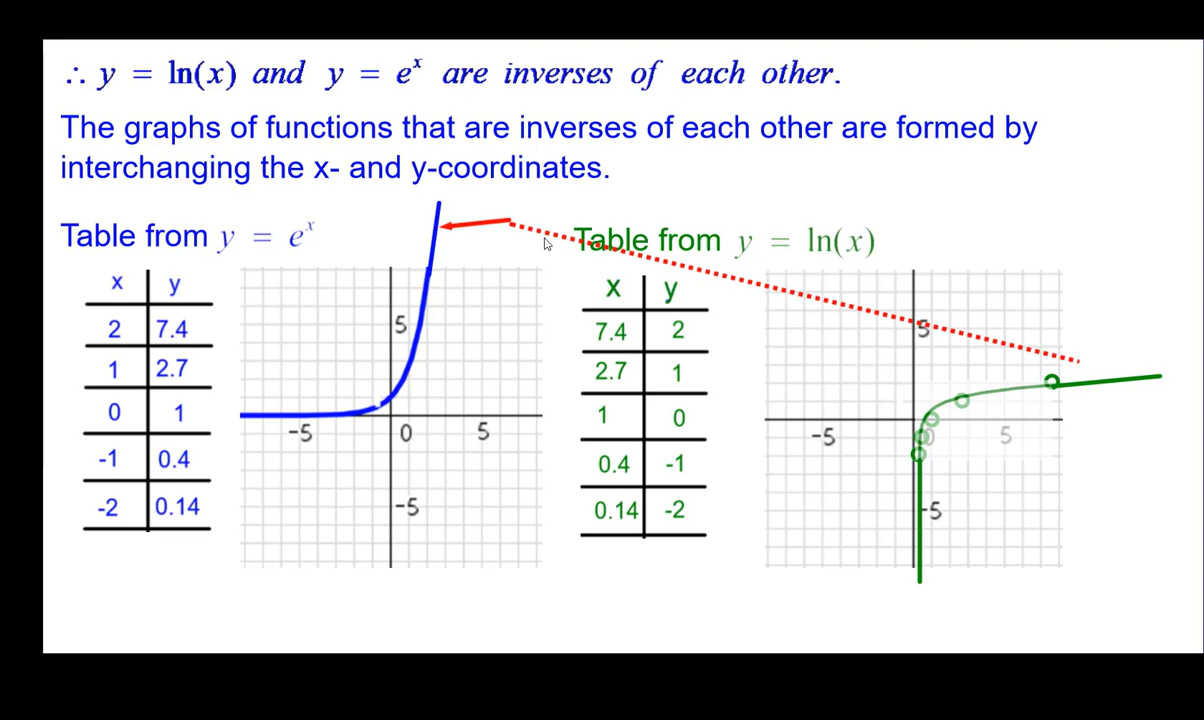 ∴ y = ln(x) and y = eˣ are inverses of each other.
The graphs of functions that are inverses of each other are formed by
interchanging the x- and y-coordinates.
Table from y = eˣ
x y
2 7.4
1 2.7
0 1
-1 0.4
-2 0.14
5
-5 0 5
-5
Table from y = ln(x)
x y
7.4 2
2.7 1
1 0
0.4 -1
0.14 -2
5
-5 0 5
-5